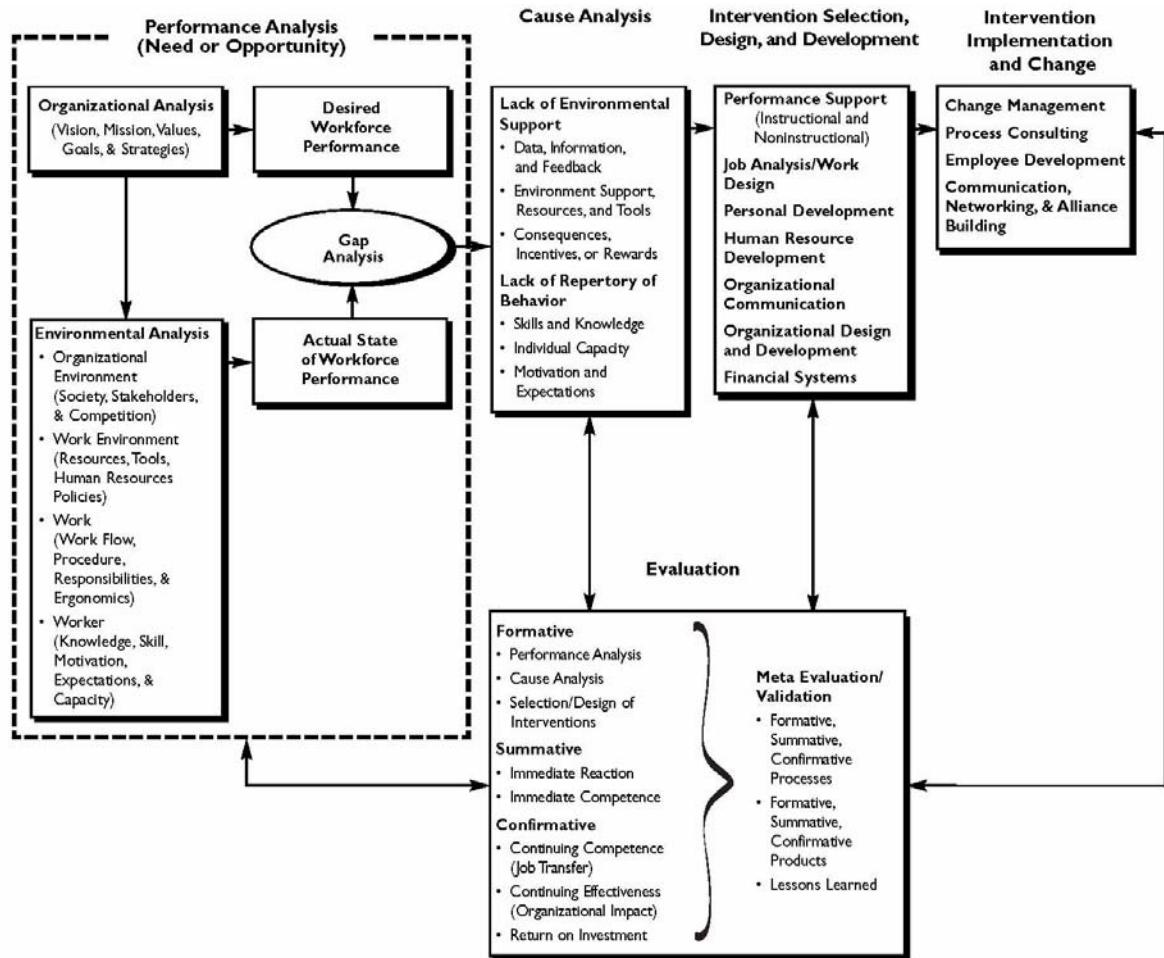 Performance Analysis
(Need or Opportunity)
Organizational Analysis
(Vision, Mission, Values,
Goals, & Strategies)
Desired
Workforce
Performance
Gap
Analysis
Environmental Analysis
• Organizational
Environment
(Society, Stakeholders,
& Competition)
• Work Environment
(Resources, Tools,
Human Resources
Policies)
• Work
(Work Flow,
Procedure,
Responsibilities, &
Ergonomics)
• Worker
(Knowledge, Skill,
Motivation,
Expectations, &
Capacity)
Actual State
of Workforce
Performance
Cause Analysis
Lack of Environmental
Support
• Data, Information,
and Feedback
• Environment Support,
Resources, and Tools
• Consequences,
Incentives, or Rewards
Lack of Repertory of
Behavior
• Skills and Knowledge
• Individual Capacity
• Motivation and
Expectations
Intervention Selection,
Design, and Development
Performance Support
(Instructional and
Noninstructional)
Job Analysis/Work
Design
Personal Development
Human Resource
Development
Organizational
Communication
Organizational Design
and Development
Financial Systems
Intervention
Implementation
and Change
Change Management
Process Consulting
Employee Development
Communication,
Networking, & Alliance
Building
Evaluation
Formative
• Performance Analysis
• Cause Analysis
• Selection/Design of
Interventions
Summative
• Immediate Reaction
• Immediate Competence
Confirmative
• Continuing Competence
(Job Transfer)
• Continuing Effectiveness
(Organizational Impact)
• Return on Investment
Meta Evaluation/
Validation
• Formative,
Summative,
Confirmative
Processes
• Formative,
Summative,
Confirmative
Products
• Lessons Learned